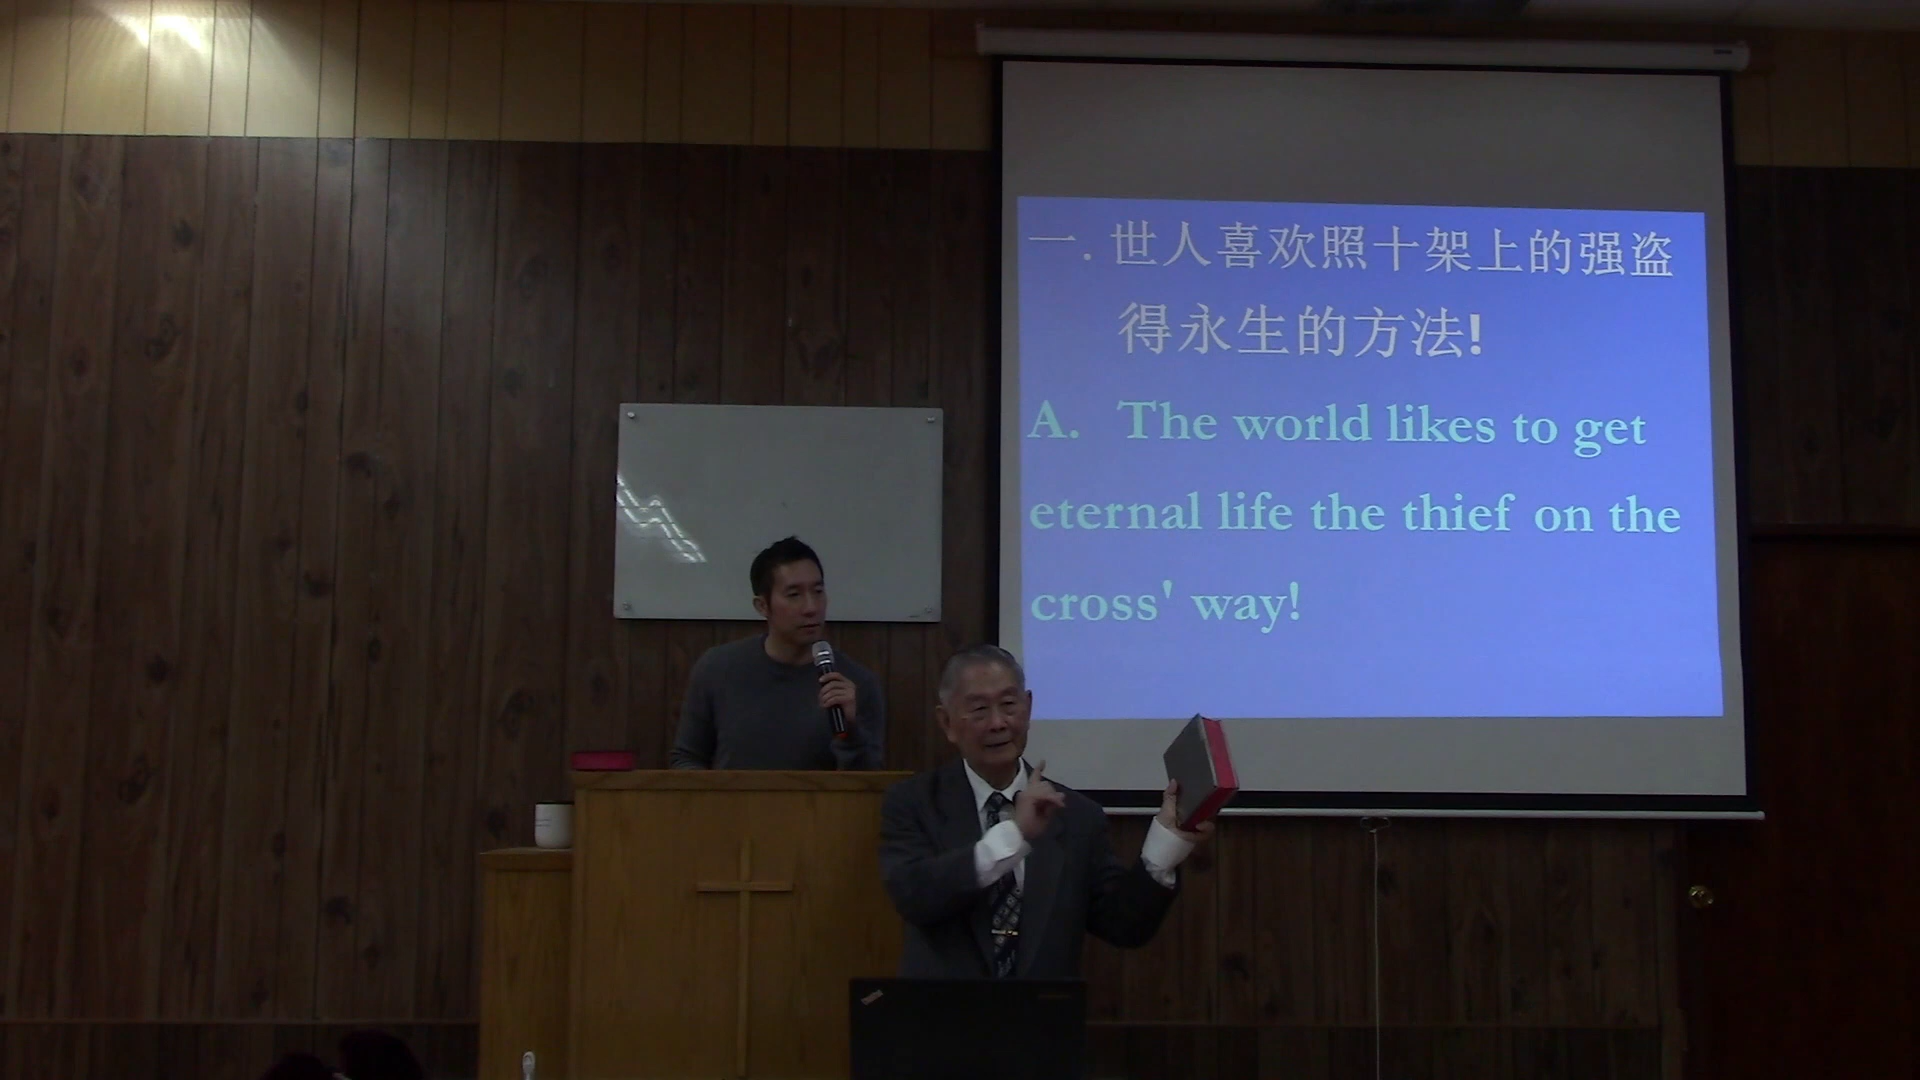 一. 世人喜欢照十架上的强盗
得永生的方法!
A. The world likes to get
eternal life the thief on the
cross' way!